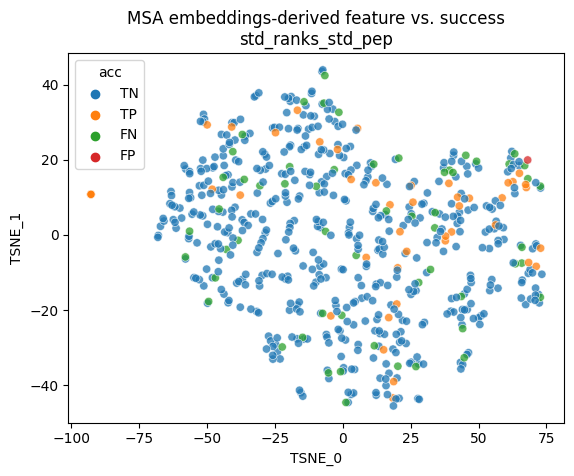 MSA embeddings-derived feature vs. success
std_ranks_std_pep
acc
TN
TP
FN
FP
40
20
0
−20
−40
TSNE_1
−100
−75
−50
−25
0
25
50
75
TSNE_0